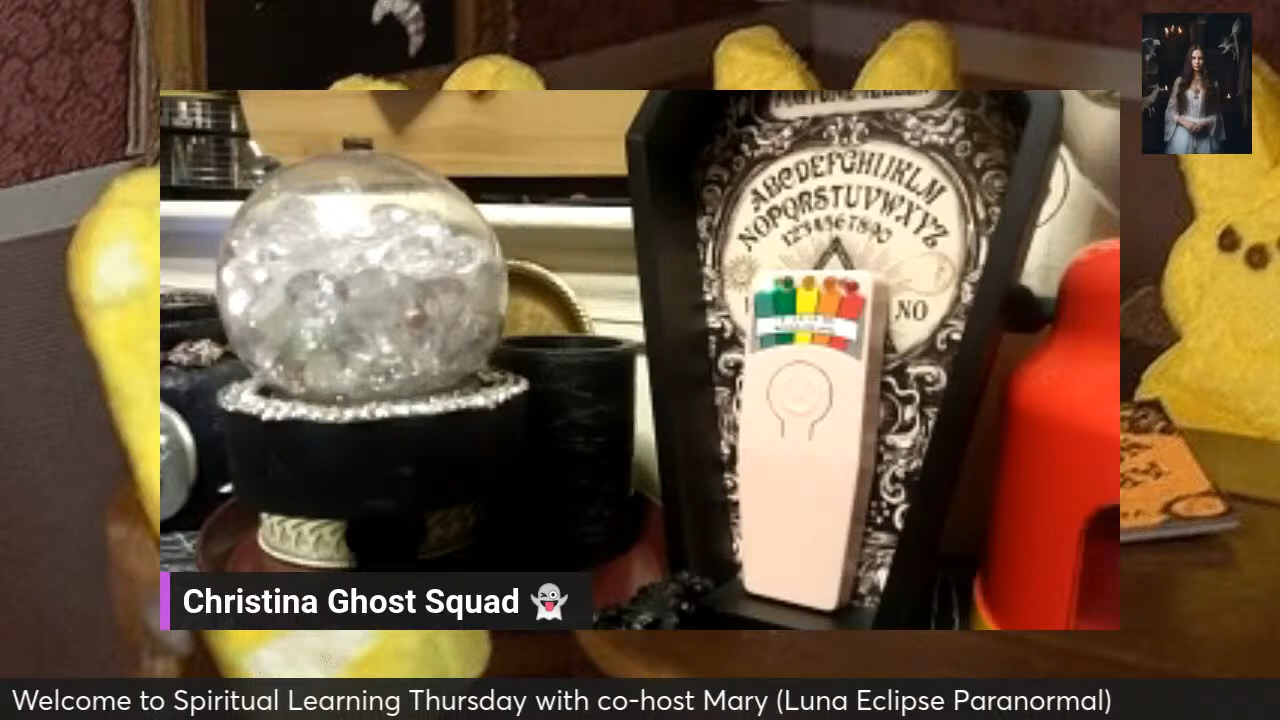 ABCDEFGHIJKLM
NOPQRSTUVWXYZ
1234567890
NO
Christina Ghost Squad 👻
Welcome to Spiritual Learning Thursday with co-host Mary (Luna Eclipse Paranormal)